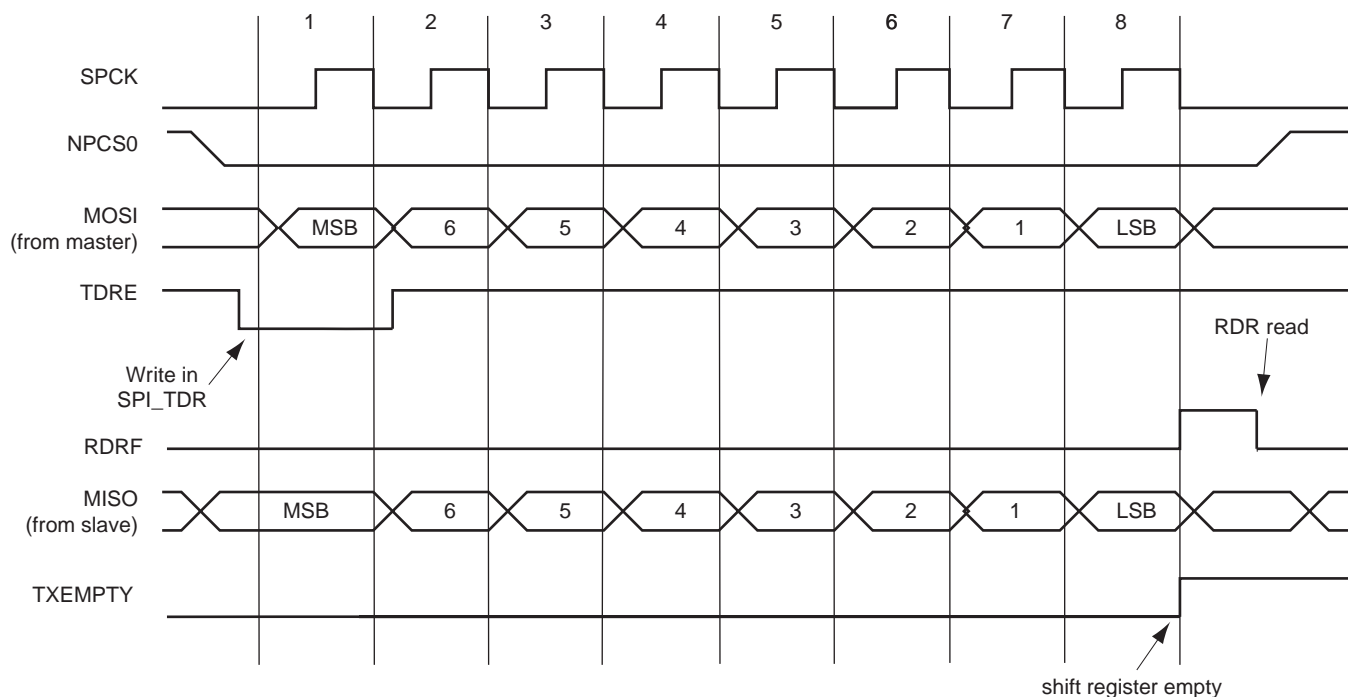 1 2 3 4 5 6 7 8
SPCK
NPCS0
MOSI
(from master)
MSB 6 5 4 3 2 1 LSB
TDRE
RDR read
Write in
SPI_TDR
RDRF
MISO
(from slave)
MSB 6 5 4 3 2 1 LSB
TXEMPTY
shift register empty